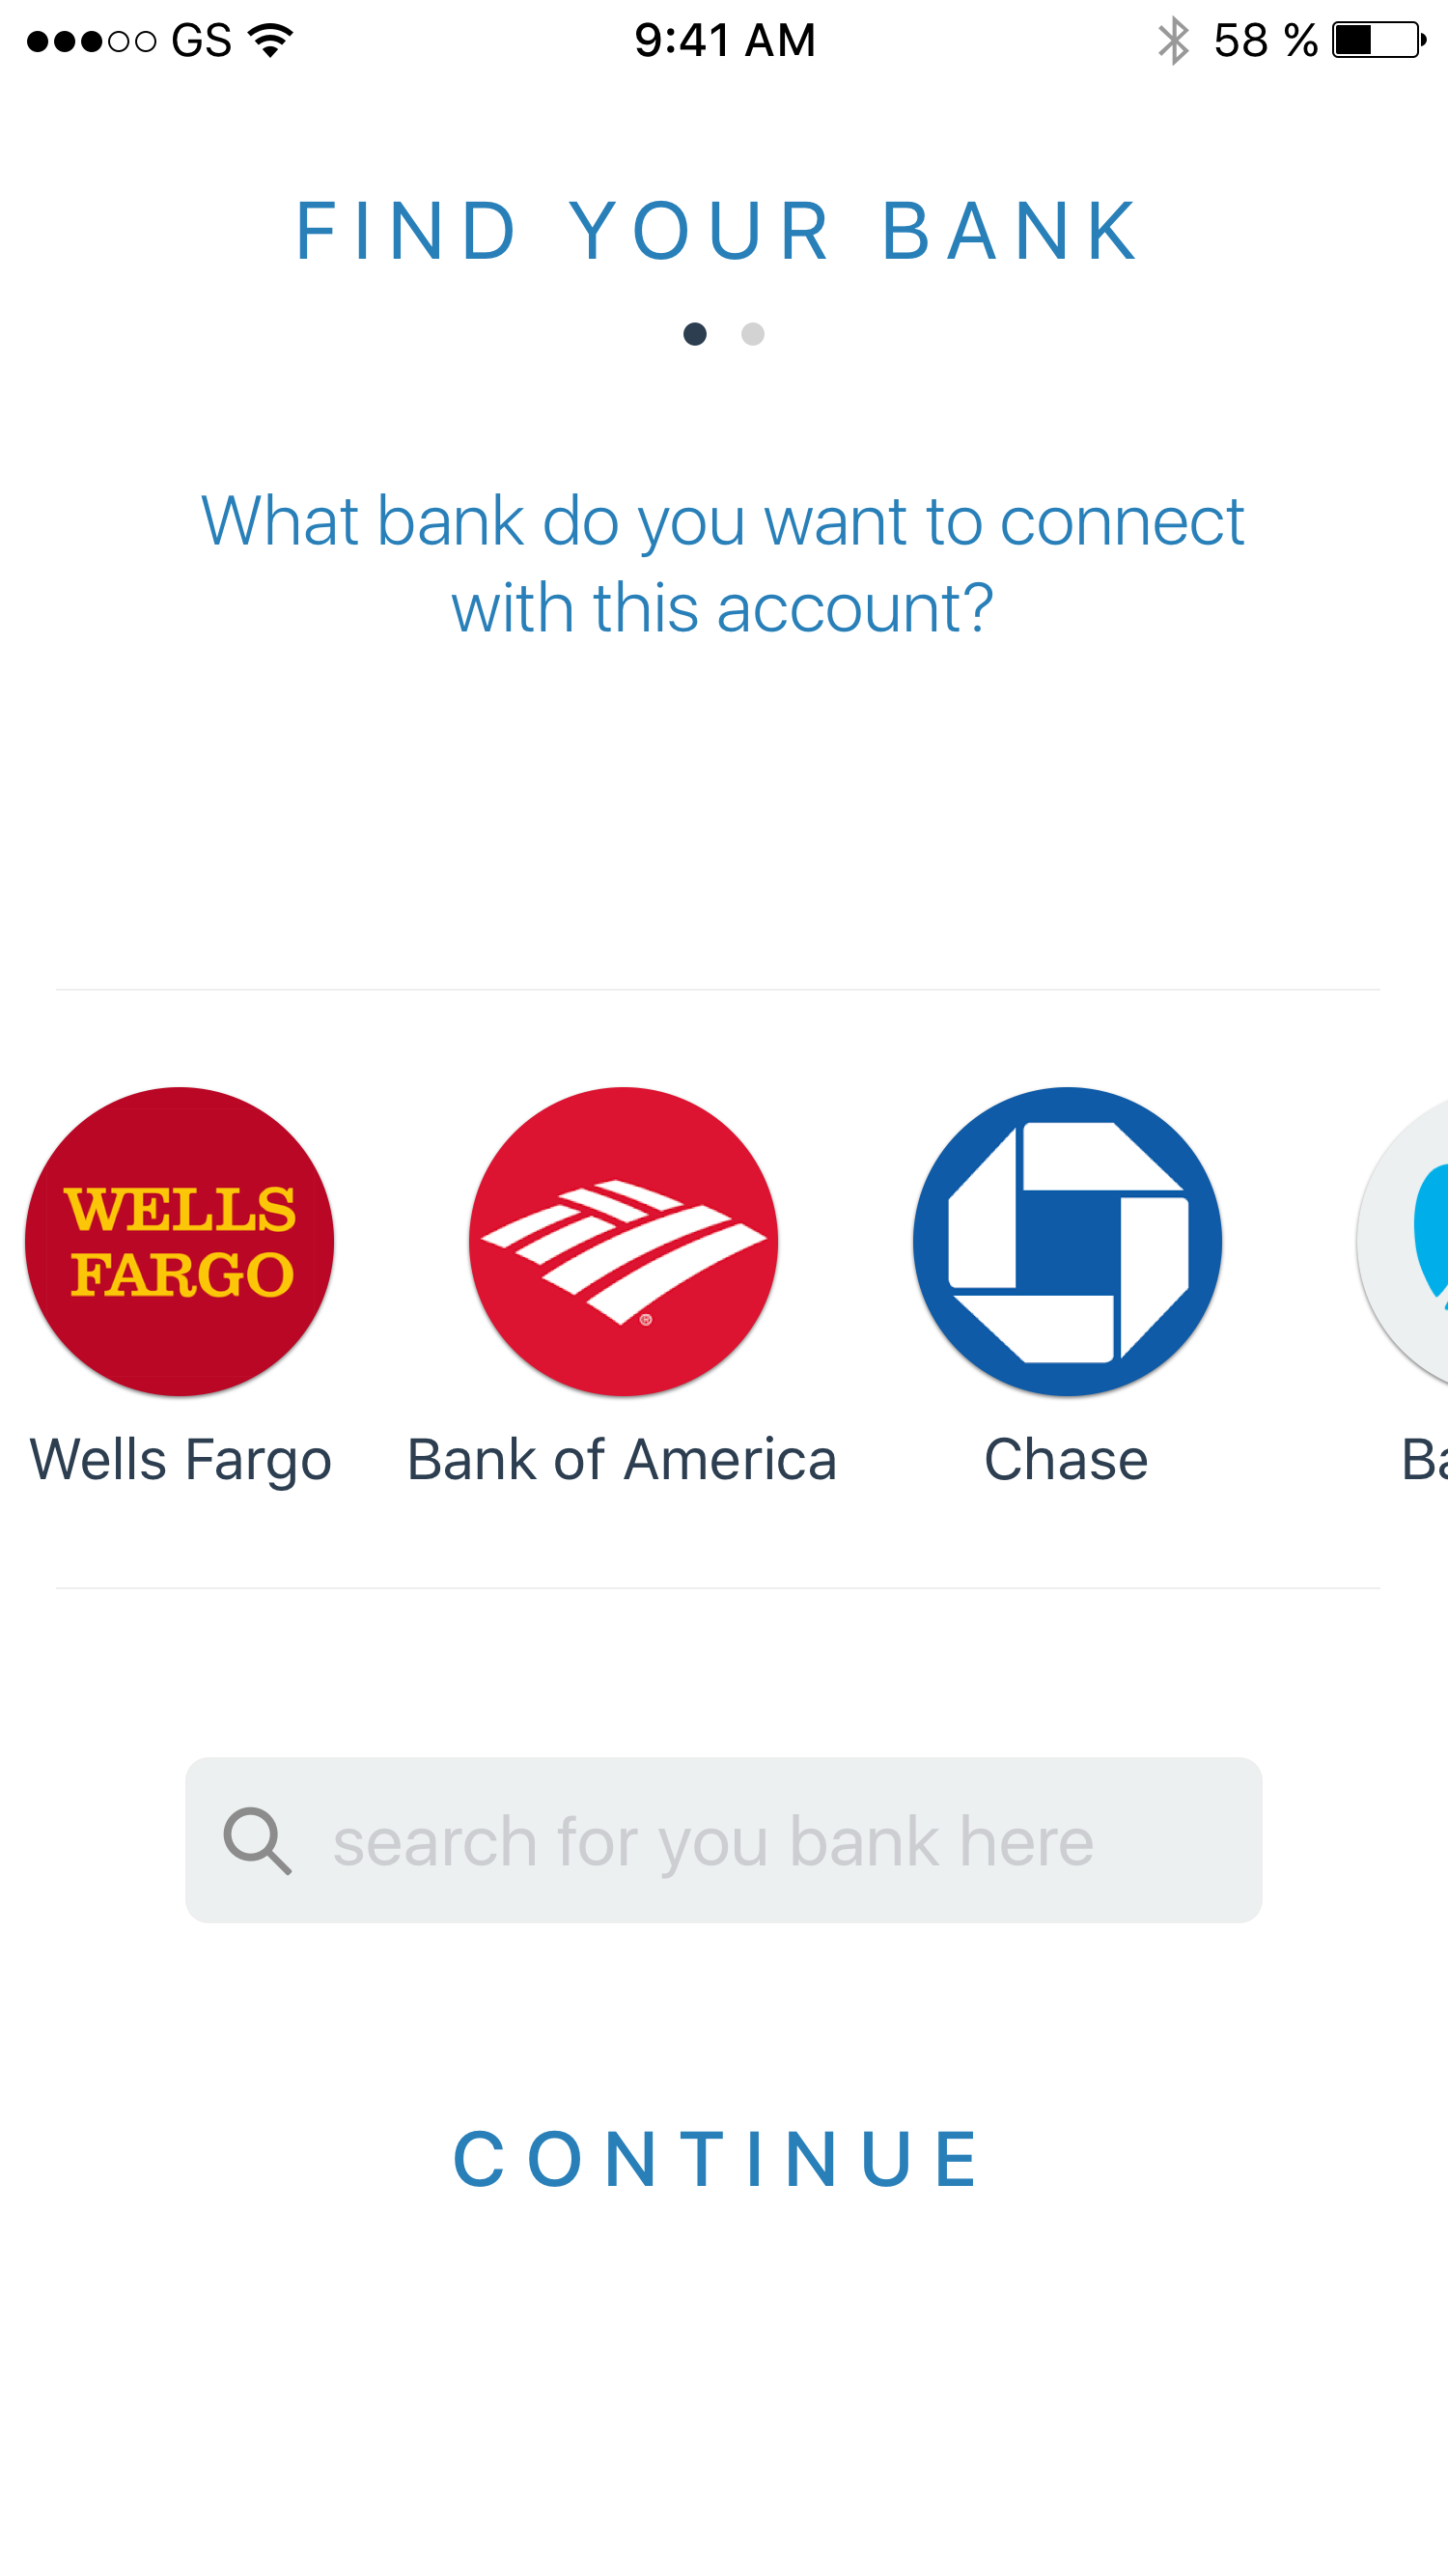 GS 9:41 AM 58 %
FIND YOUR BANK
What bank do you want to connect
with this account?
WELLS
FARGO
®
Wells Fargo Bank of America Chase Ba
search for you bank here
CONTINUE